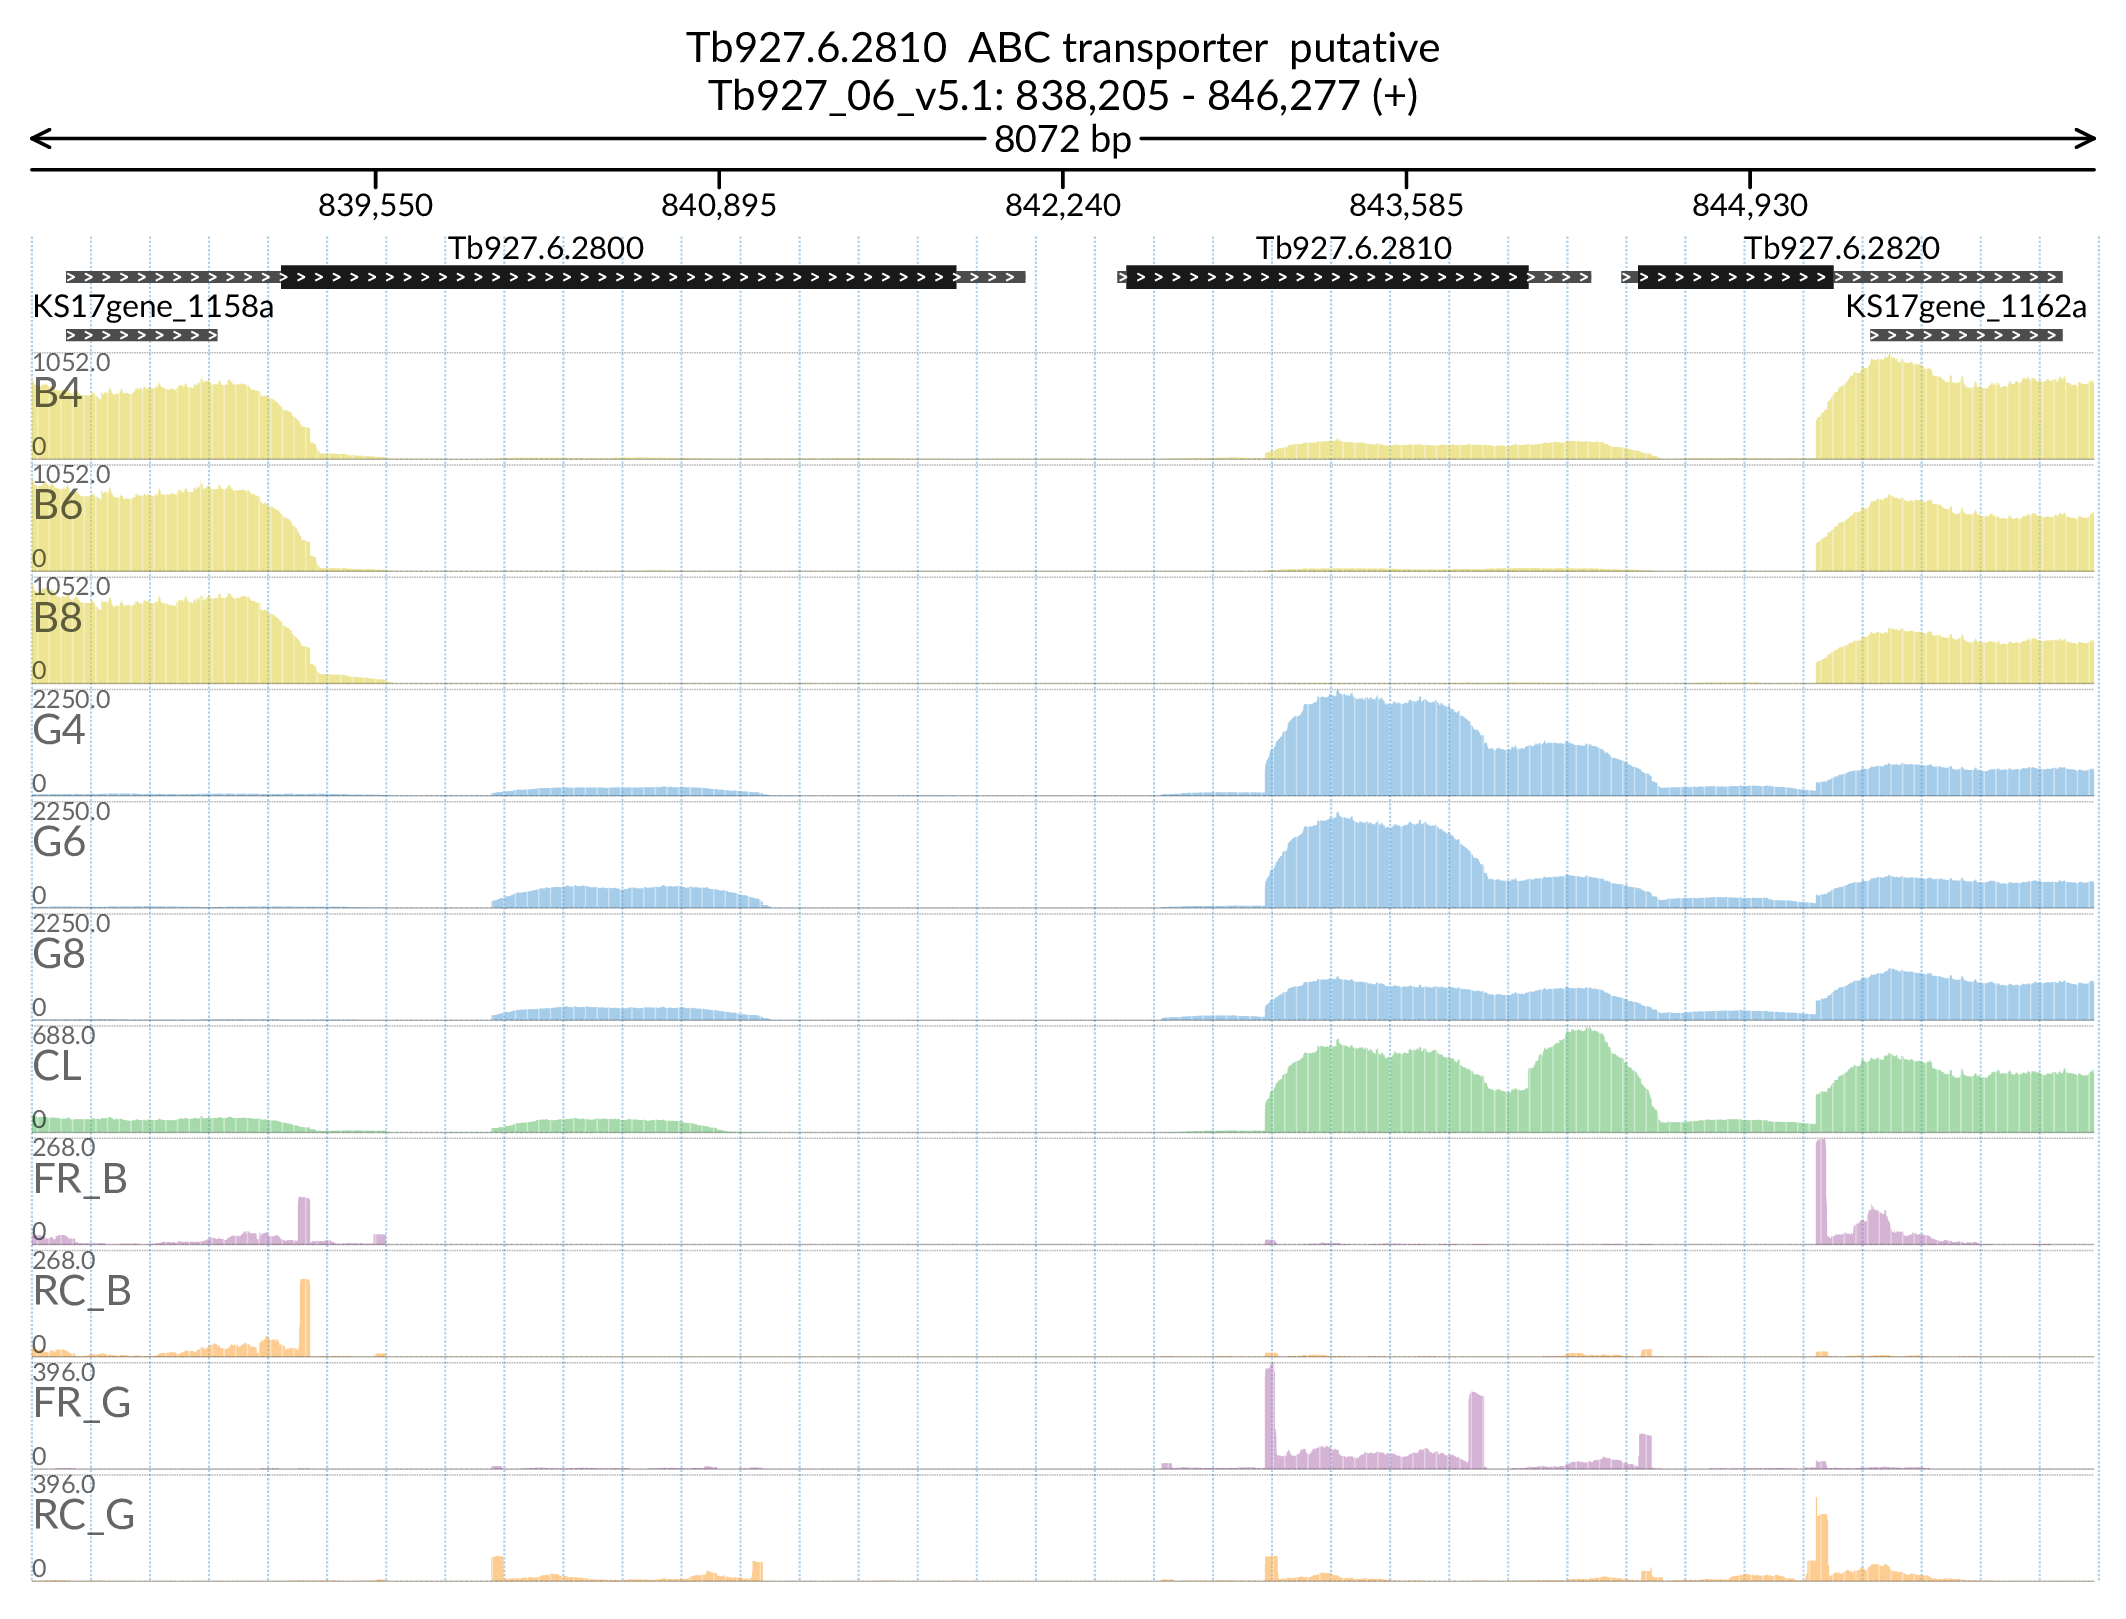 Tb927.6.2810 ABC transporter putative
Tb927_06_v5.1: 838,205 - 846,277 (+)
8072 bp
839,550 840,895 842,240 843,585 844,930
Tb927.6.2800 Tb927.6.2810 Tb927.6.2820
KS17gene_1158a KS17gene_1162a
1052.0
B4
0
1052.0
B6
0
1052.0
B8
0
2250.0
G4
0
2250.0
G6
0
2250.0
G8
0
688.0
CL
0
268.0
FR_B
0
268.0
RC_B
0
396.0
FR_G
0
396.0
RC_G
0